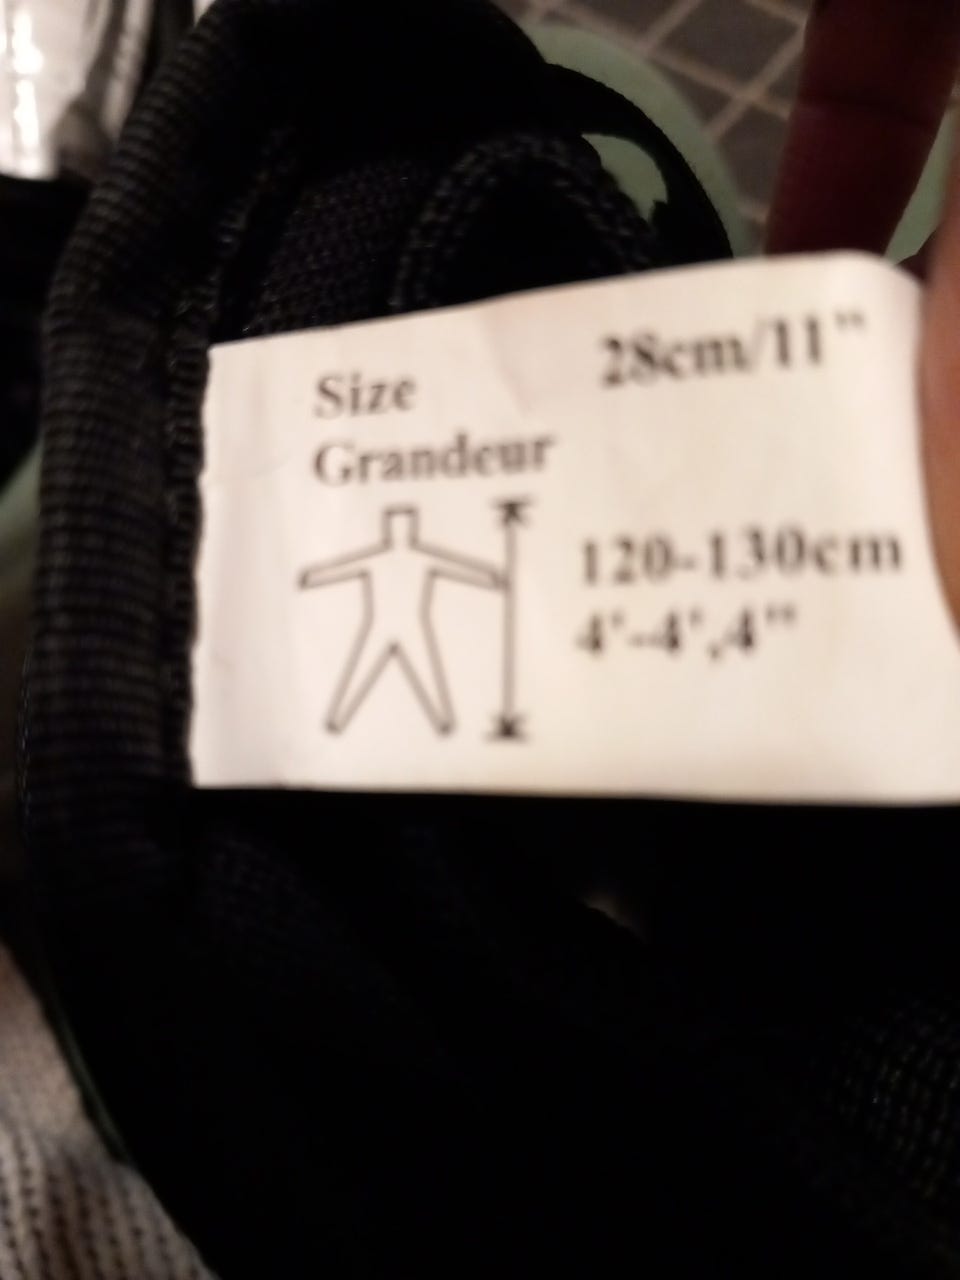 Size 28cm/11"
Grandeur
120-130cm
4'-4',4"